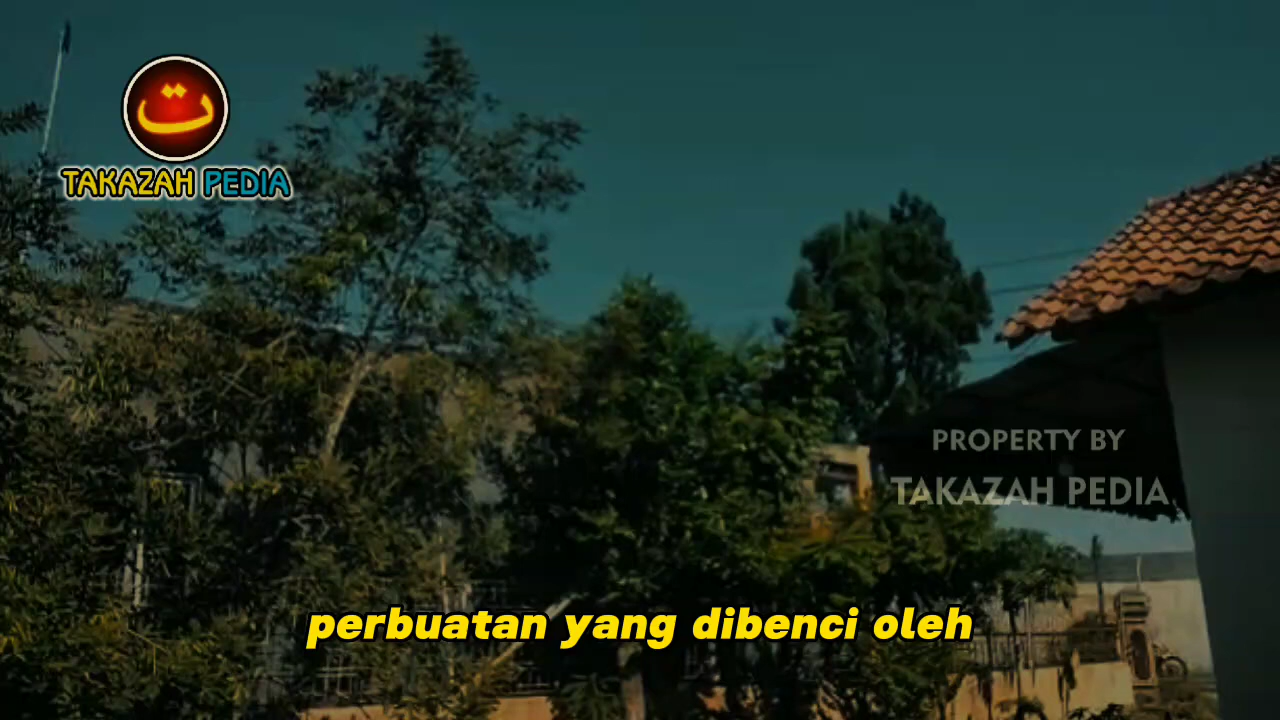 ت
TAKAZAH PEDIA
PROPERTY BY
TAKAZAH PEDIA
perbuatan yang dibenci oleh